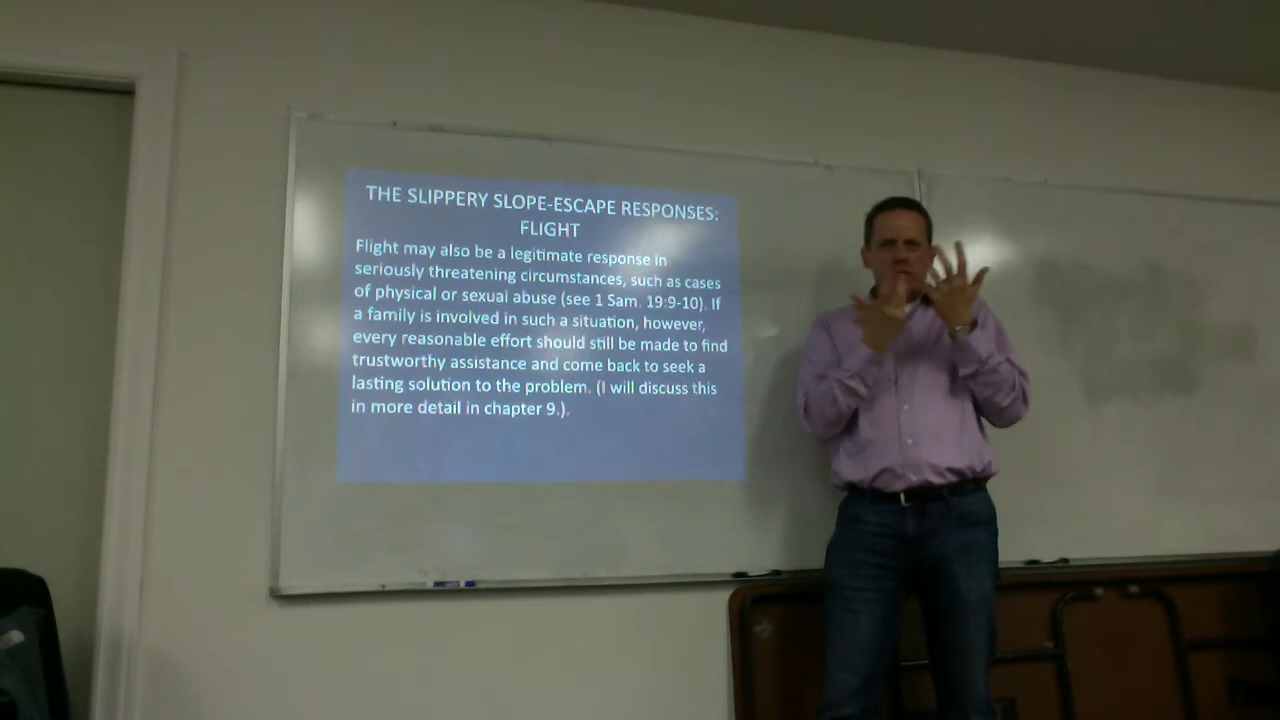 THE SLIPPERY SLOPE-ESCAPE RESPONSES:
FLIGHT
Flight may also be a legitimate response in
seriously threatening circumstances, such as cases
of physical or sexual abuse (see 1 Sam. 19:9-10). If
a family is involved in such a situation, however,
every reasonable effort should still be made to find
trustworthy assistance and come back to seek a
lasting solution to the problem. (I will discuss this
in more detail in chapter 9.).